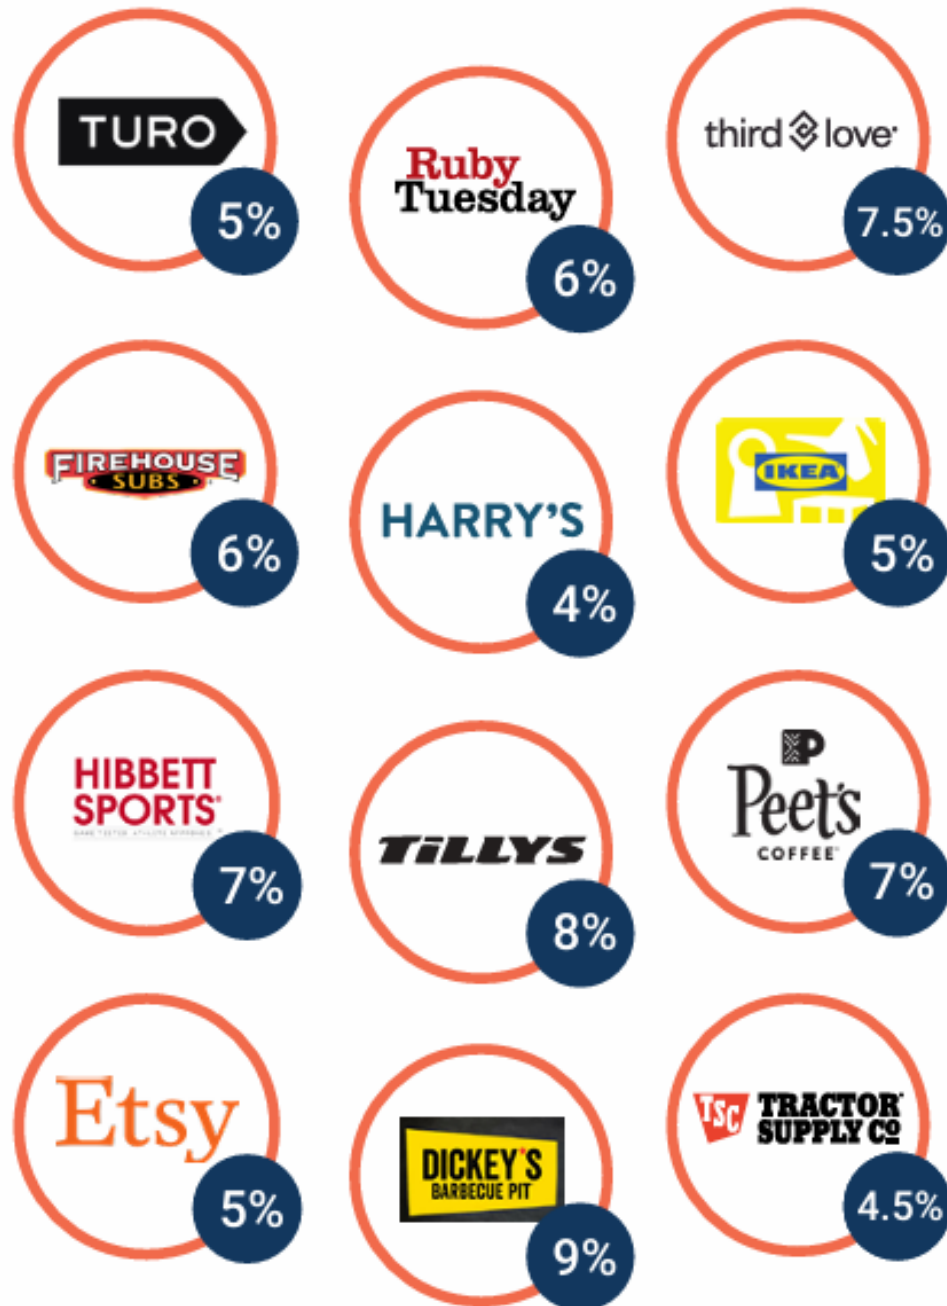 TURO
5%
Ruby
Tuesday
6%
third love
7.5%
FIREHOUSE
SUBS
6%
HARRY'S
4%
IKEA
5%
HIBBETT
SPORTS
7%
TILLYS
8%
P
Peet's
COFFEE
7%
Etsy
5%
DICKEY'S
BARBECUE PIT
9%
TSC TRACTOR
SUPPLY CO
4.5%